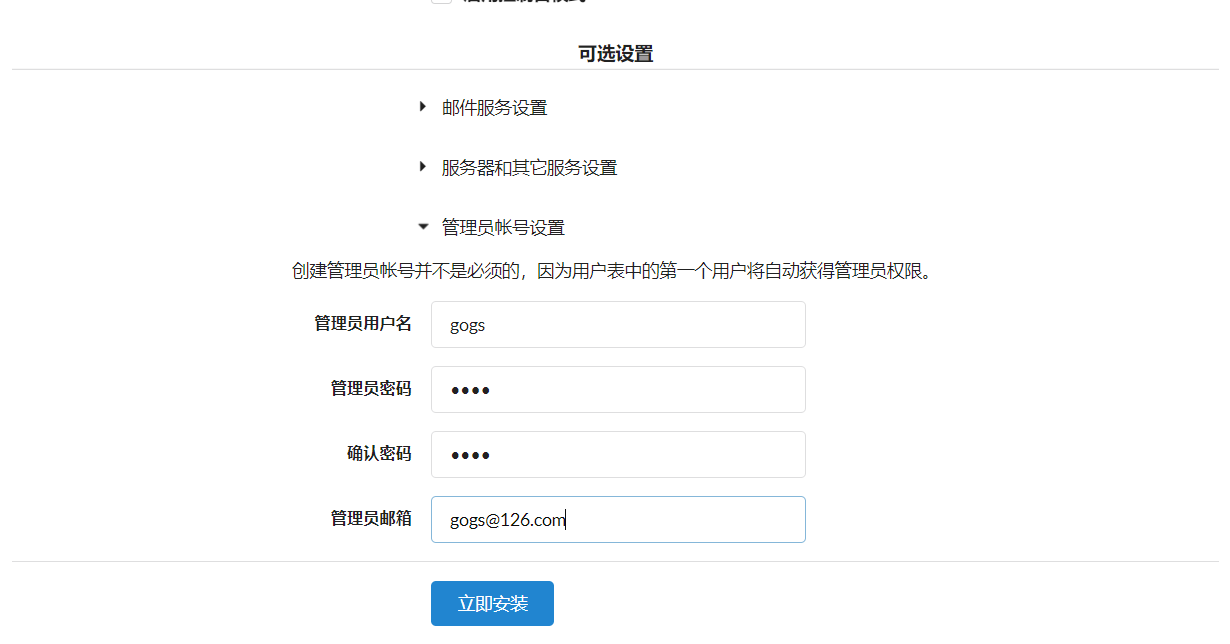 可选设置
邮件服务设置
服务器和其它服务设置
管理员帐号设置
创建管理员帐号并不是必须的，因为用户表中的第一个用户将自动获得管理员权限。
管理员用户名
gogs
管理员密码
••••
确认密码
••••
管理员邮箱
gogs@126.com
立即安装